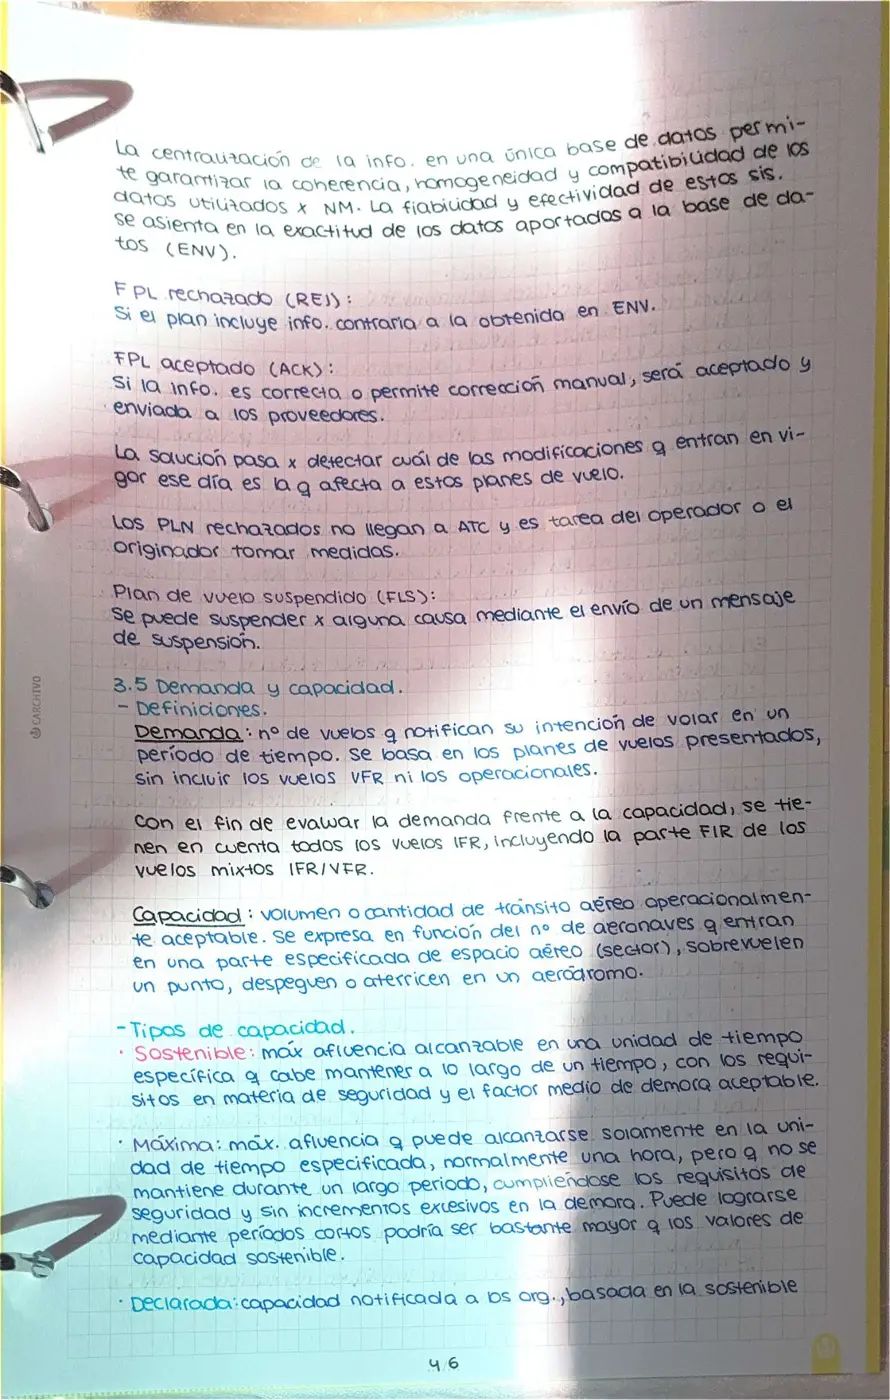 La centralización de la info. en una única base de datos permi-
te garantizar la coherencia, homogeneidad y compatibilidad de los
datos utilizados x NM. La fiabilidad y efectividad de estos sis.
se asienta en la exactitud de los datos aportados a la base de da-
tos (ENV).
FPL rechazado (REJ):
Si el plan incluye info. contraria a la obtenida en ENV.
FPL aceptado (ACK):
Si la info. es correcta o permite corrección manual, será aceptado y
enviada a los proveedores.
La solución pasa x detectar cuál de las modificaciones q entran en vi-
gor ese día es la q afecta a estos planes de vuelo.
Los PLN rechazados no llegan a ATC y es tarea del operador o el
originador tomar medidas.
Plan de vuelo suspendido (FLS):
Se puede suspender x alguna causa mediante el envío de un mensaje
de suspensión.
3.5 Demanda y capacidad.
- Definiciones.
Demanda: nº de vuelos q notifican su intención de volar en un
período de tiempo. Se basa en los planes de vuelos presentados,
sin incluir los vuelos VFR ni los operacionales.
Con el fin de evaluar la demanda frente a la capacidad, se tie-
nen en cuenta todos los vuelos IFR, incluyendo la parte FIR de los
vuelos mixtos IFR/VFR.
Capacidad: volumen o cantidad de tránsito aéreo operacionalmen-
te aceptable. Se expresa en función del nº de aeronaves q entran
en una parte especificada de espacio aéreo (sector), sobrevuelen
un punto, despeguen o aterricen en un aeródromo.
- Tipos de capacidad.
· Sostenible: máx afluencia alcanzable en una unidad de tiempo
específica q cabe mantener a lo largo de un tiempo, con los requi-
sitos en materia de seguridad y el factor medio de demora aceptable.
· Máxima: máx. afluencia q puede alcanzarse solamente en la uni-
dad de tiempo especificada, normalmente una hora, pero q no se
mantiene durante un largo periodo, cumpliéndose los requisitos de
seguridad y sin incrementos excesivos en la demora. Puede lograrse
mediante períodos cortos podría ser bastante mayor q los valores de
capacidad sostenible.
· Declarada: capacidad notificada a los org., basada en la sostenible
46
CARCHIVO